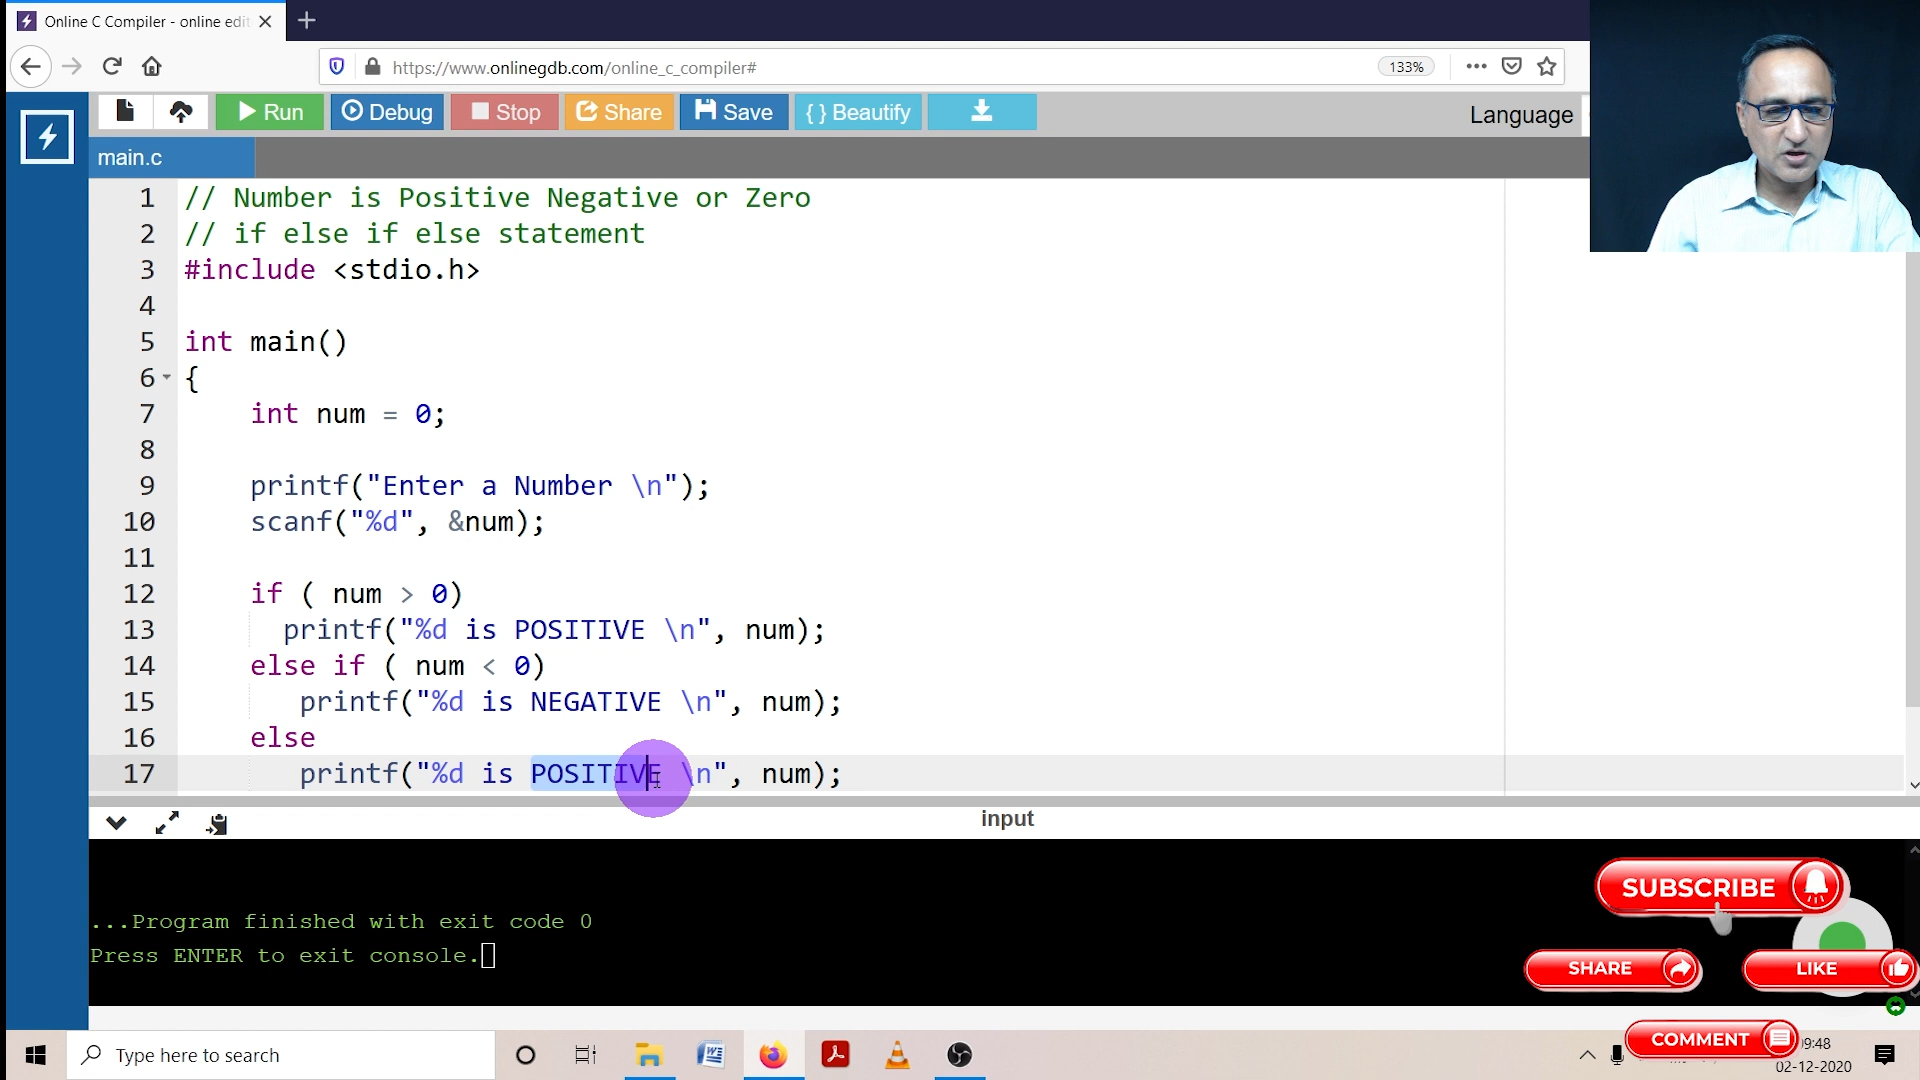 Online C Compiler - online edit
https://www.onlinegdb.com/online_c_compiler#
133%
Run
Debug
Stop
Share
Save
{ } Beautify
Language
main.c
1 // Number is Positive Negative or Zero
2 // if else if else statement
3 #include <stdio.h>
4
5 int main()
6 {
7 int num = 0;
8
9 printf("Enter a Number \n");
10 scanf("%d", &num);
11
12 if ( num > 0)
13 printf("%d is POSITIVE \n", num);
14 else if ( num < 0)
15 printf("%d is NEGATIVE \n", num);
16 else
17 printf("%d is POSITIVE \n", num);
input
...Program finished with exit code 0
Press ENTER to exit console.
SUBSCRIBE
SHARE
LIKE
COMMENT
Type here to search
09:48
02-12-2020